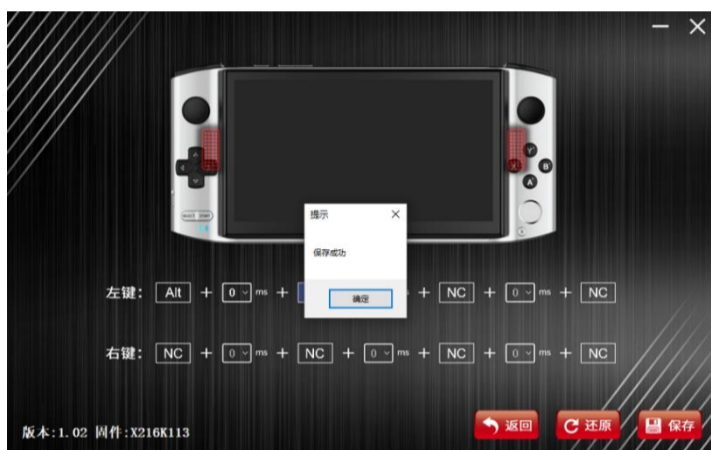 提示
保存成功
确定
Y
X
B
A
左键: Alt + 0 ms + + NC + 0 ms + NC
右键: NC + 0 ms + NC + 0 ms + NC + 0 ms + NC
版本:1.02 固件:X216K113
返回
还原
保存